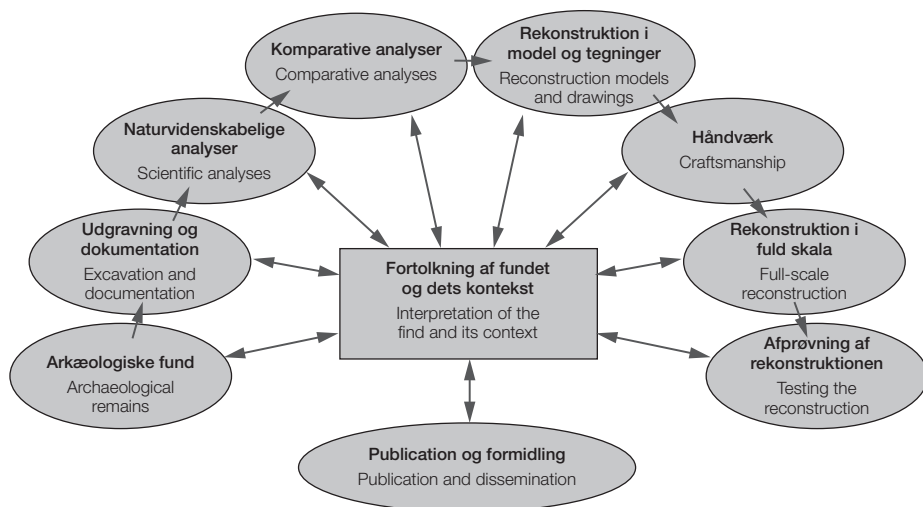 Komparative analyser
Comparative analyses
Rekonstruktion i
model og tegninger
Reconstruction models
and drawings
Naturvidenskabelige
analyser
Scientific analyses
Håndværk
Craftsmanship
Udgravning og
dokumentation
Excavation and
documentation
Fortolkning af fundet
og dets kontekst
Interpretation of the
find and its context
Rekonstruktion i
fuld skala
Full-scale
reconstruction
Arkæologiske fund
Archaeological
remains
Afprøvning af
rekonstruktionen
Testing the
reconstruction
Publication og formidling
Publication and dissemination